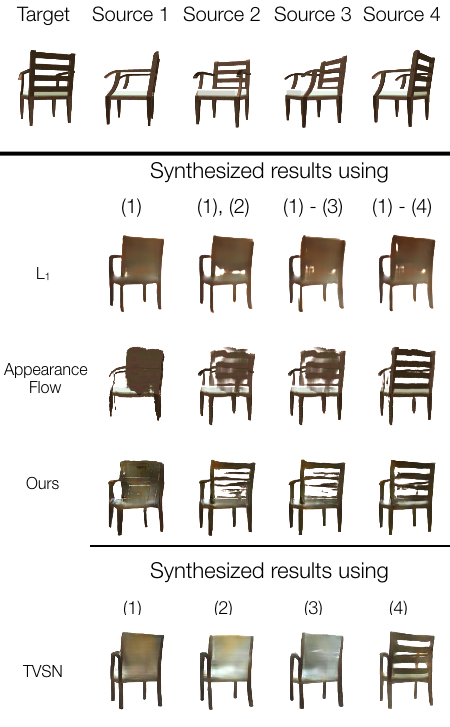 Target Source 1 Source 2 Source 3 Source 4
Synthesized results using
(1) (1), (2) (1) - (3) (1) - (4)
L1
Appearance
Flow
Ours
Synthesized results using
(1) (2) (3) (4)
TVSN